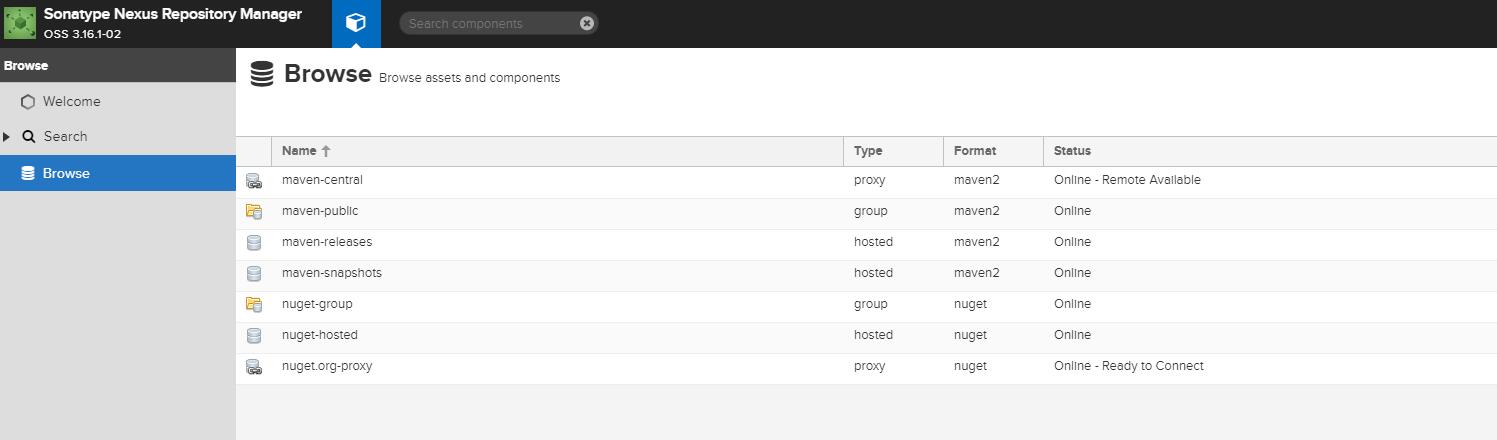 Sonatype Nexus Repository Manager
OSS 3.16.1-02
Search components
Browse
Welcome
Search
Browse
Browse Browse assets and components
Name Type Format Status
maven-central proxy maven2 Online - Remote Available
maven-public group maven2 Online
maven-releases hosted maven2 Online
maven-snapshots hosted maven2 Online
nuget-group group nuget Online
nuget-hosted hosted nuget Online
nuget.org-proxy proxy nuget Online - Ready to Connect